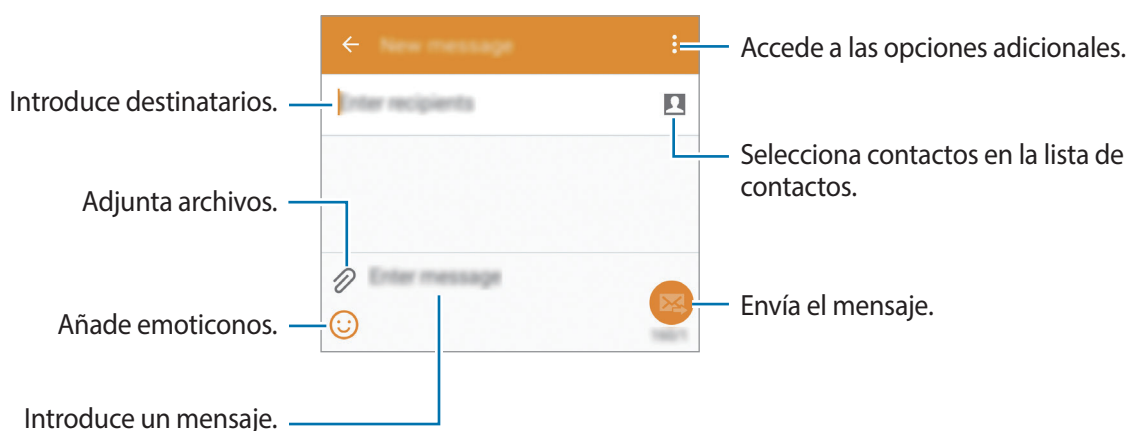 New message
Accede a las opciones adicionales.
Introduce destinatarios.
Enter recipients
Selecciona contactos en la lista de
contactos.
Adjunta archivos.
Enter message
Envía el mensaje.
Añade emoticonos.
Introduce un mensaje.